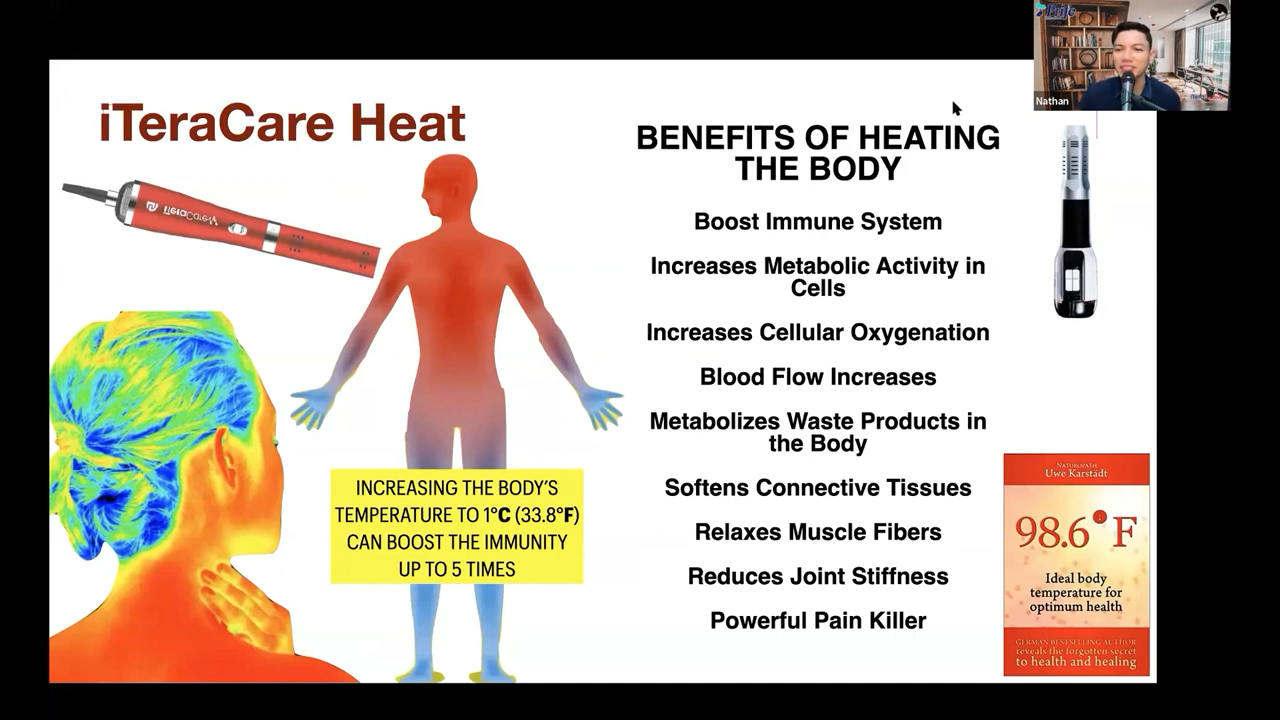 Prife
Nathan
iTeraCare Heat
BENEFITS OF HEATING
THE BODY
Boost Immune System
Increases Metabolic Activity in
Cells
Increases Cellular Oxygenation
Blood Flow Increases
Metabolizes Waste Products in
the Body
Softens Connective Tissues
Relaxes Muscle Fibers
Reduces Joint Stiffness
Powerful Pain Killer
iTeraCare
INCREASING THE BODY'S
TEMPERATURE TO 1°C (33.8°F)
CAN BOOST THE IMMUNITY
UP TO 5 TIMES
NATUROPATH
Uwe Karstädt
98.6° F
Ideal body
temperature for
optimum health
GERMAN BESTSELLING AUTHOR
reveals the forgotten secret
to health and healing